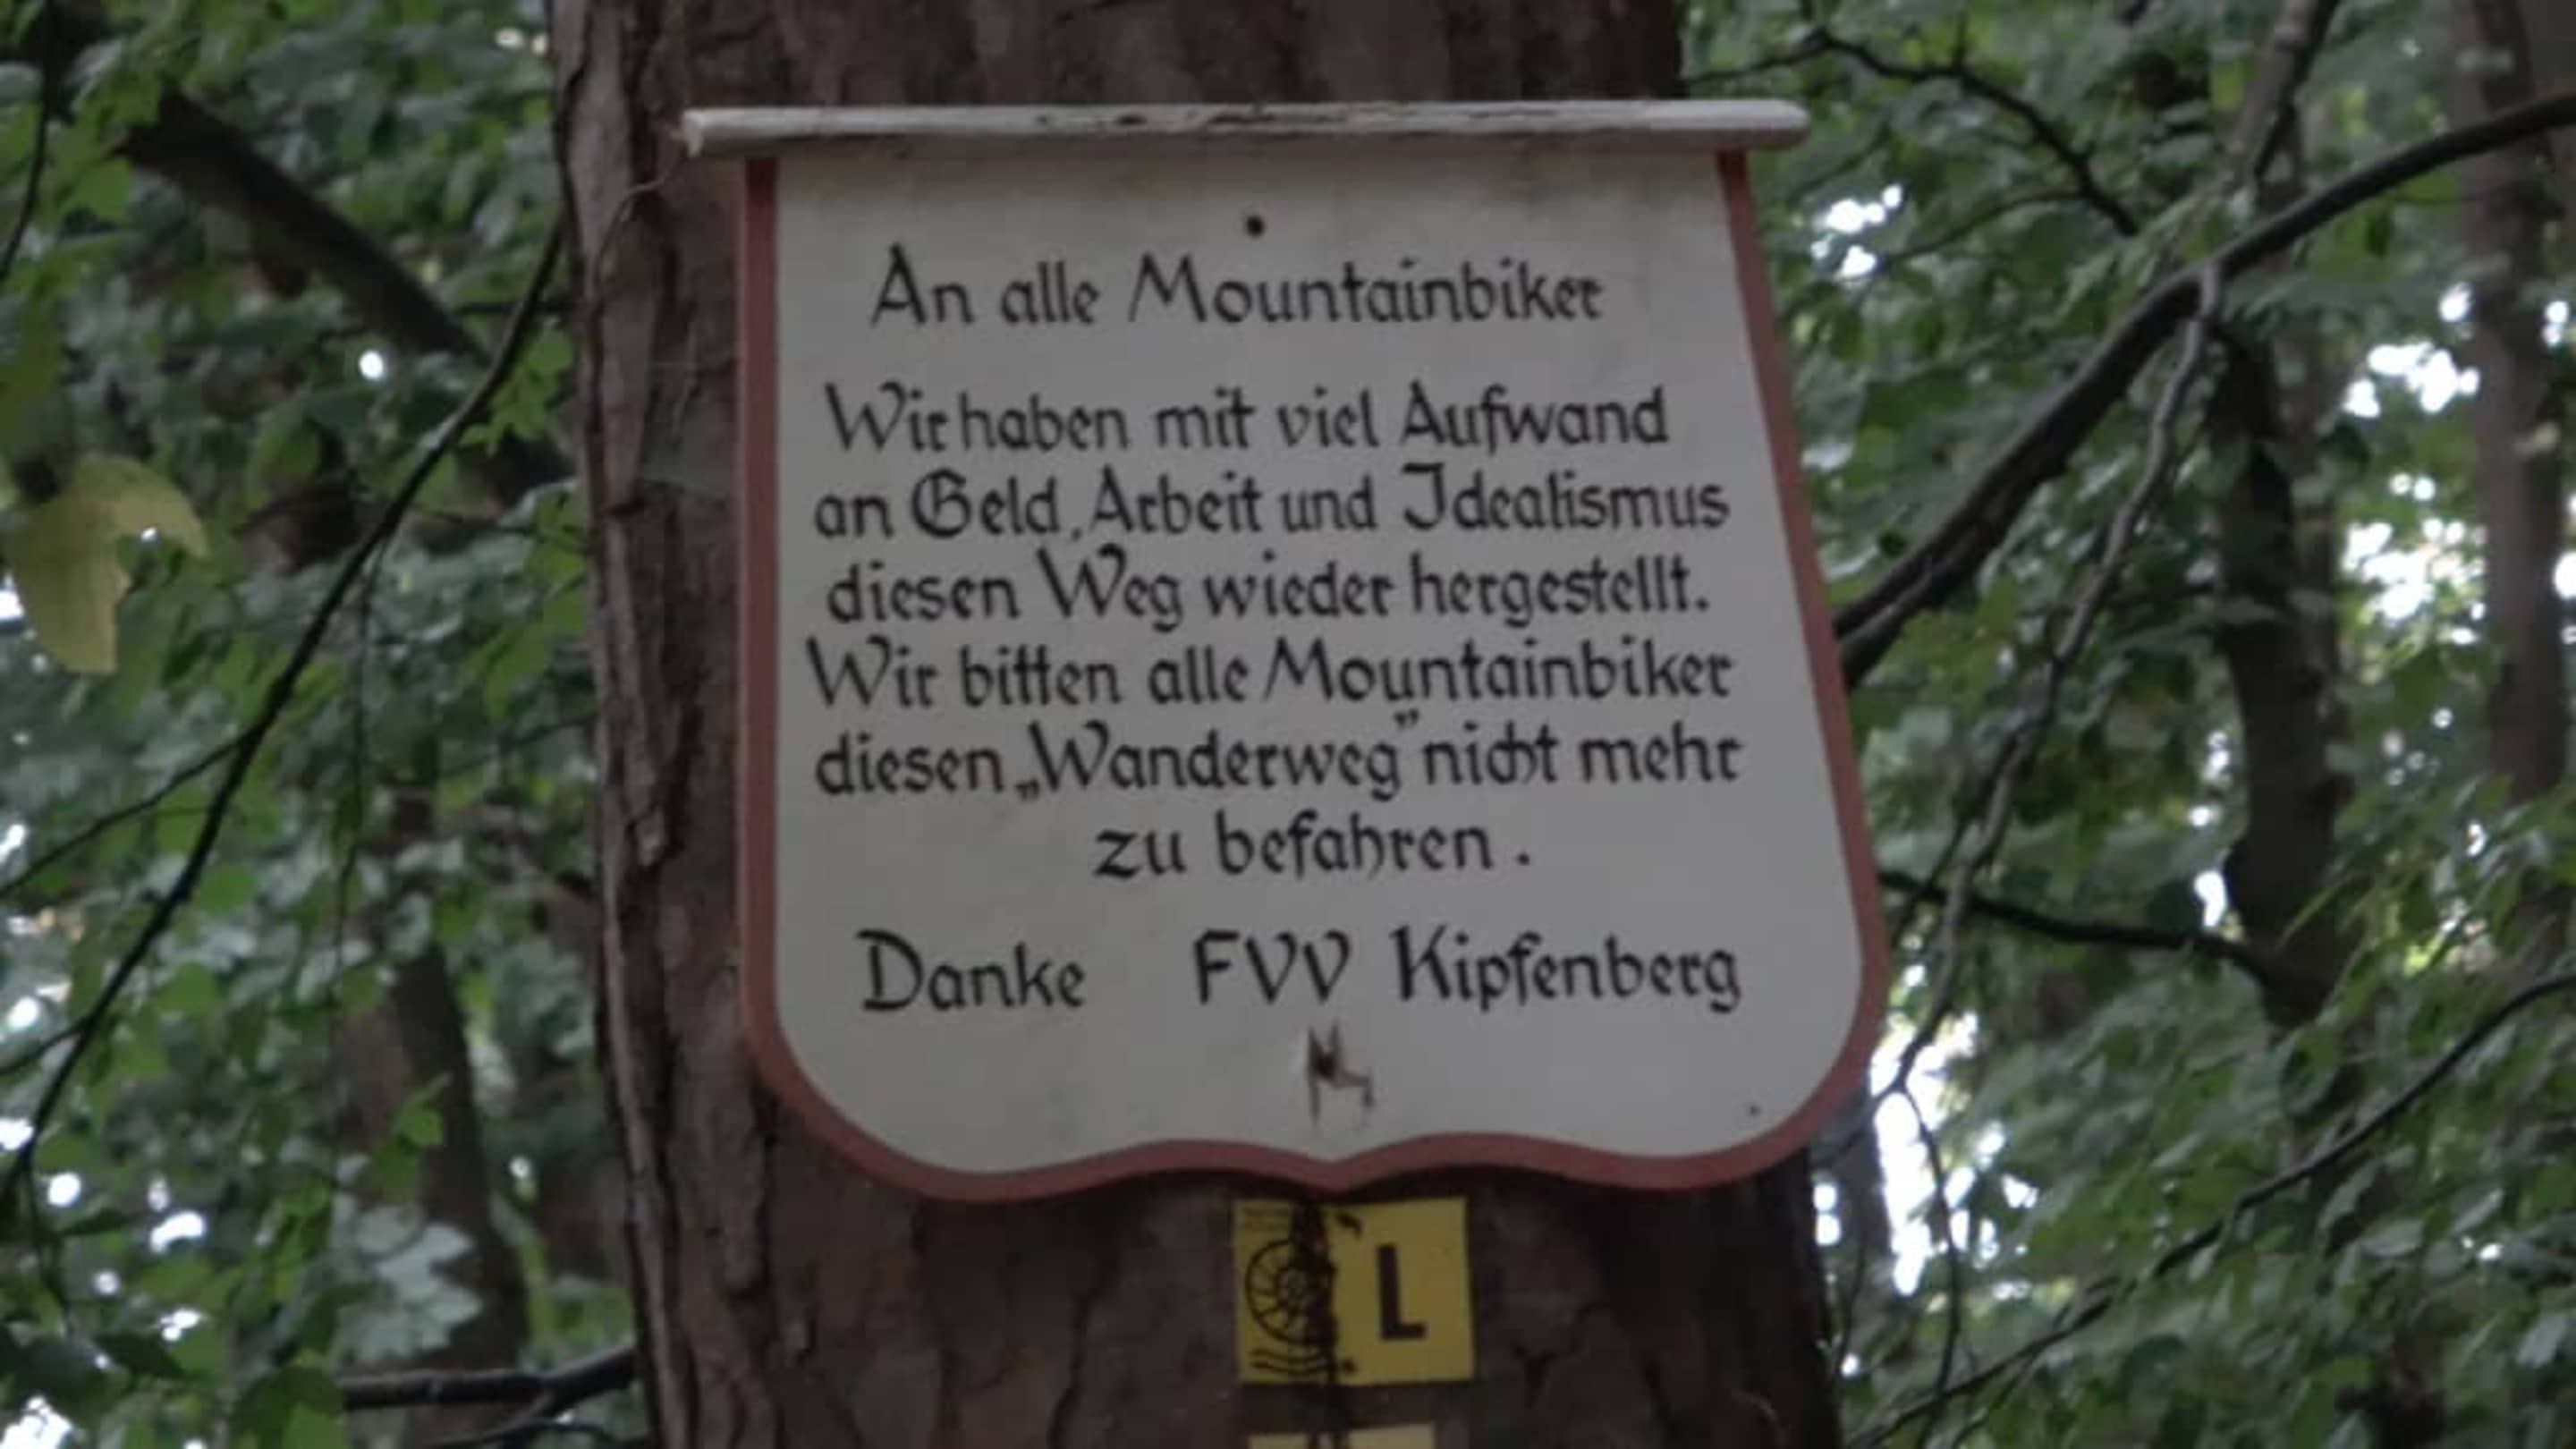 An alle Mountainbiker
Wir haben mit viel Aufwand
an Geld, Arbeit und Idealismus
diesen Weg wieder hergestellt.
Wir bitten alle Mountainbiker
diesen „Wanderweg” nicht mehr
zu befahren.
Danke FVV Kipfenberg
L